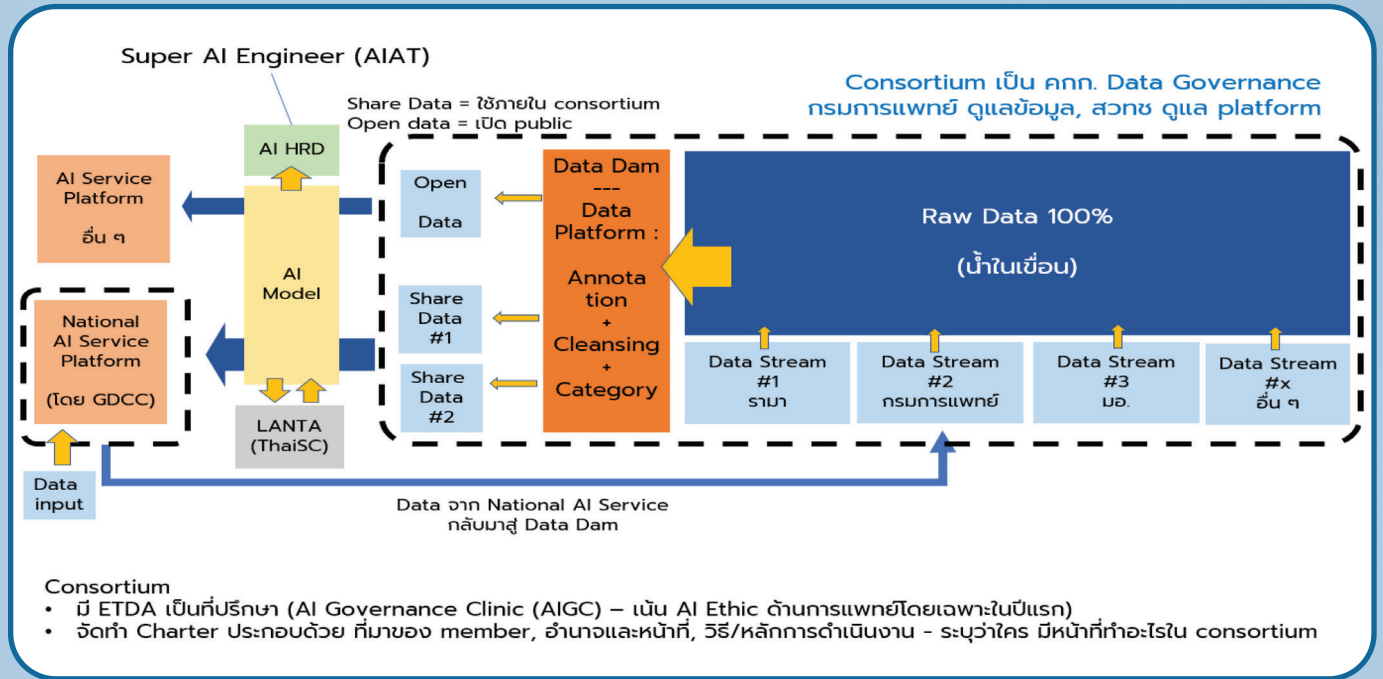 Super AI Engineer (AIAT)
Consortium เป็น คกก. Data Governance
กรมการแพทย์ ดูแลข้อมูล, สวทช ดูแล platform
Share Data = ใช้ภายใน consortium
Open data = เปิด public
AI HRD
AI Service
Platform
อื่น ๆ
AI
Model
National
AI Service
Platform
(โดย GDCC)
LANTA
(ThaiSC)
Data
input
Open
Data
Share
Data
#1
Share
Data
#2
Data Dam
---
Data
Platform :
Annota
tion
+
Cleansing
+
Category
Raw Data 100%
(น้ำในเขื่อน)
Data Stream
#1
รามา
Data Stream
#2
กรมการแพทย์
Data Stream
#3
มอ.
Data Stream
#x
อื่น ๆ
Data จาก National AI Service
กลับมาสู่ Data Dam
Consortium
• มี ETDA เป็นที่ปรึกษา (AI Governance Clinic (AIGC) – เน้น AI Ethic ด้านการแพทย์โดยเฉพาะในปีแรก)
• จัดทำ Charter ประกอบด้วย ที่มาของ member, อำนาจและหน้าที่, วิธี/หลักการดำเนินงาน - ระบุว่าใคร มีหน้าที่ทำอะไรใน consortium